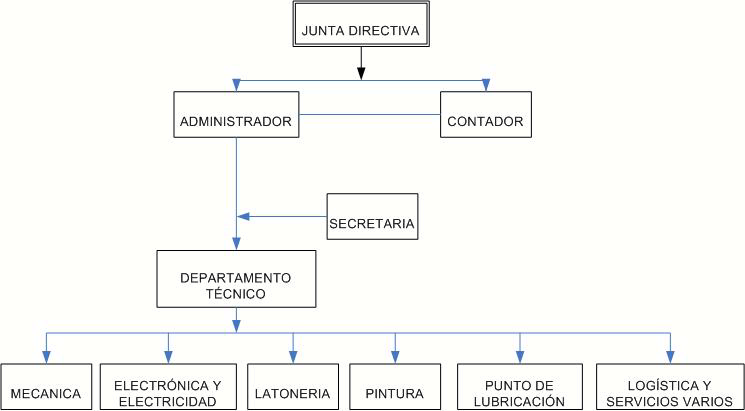 JUNTA DIRECTIVA
ADMINISTRADOR
CONTADOR
SECRETARIA
DEPARTAMENTO
TÉCNICO
MECANICA
ELECTRÓNICA Y
ELECTRICIDAD
LATONERIA
PINTURA
PUNTO DE
LUBRICACIÓN
LOGÍSTICA Y
SERVICIOS VARIOS